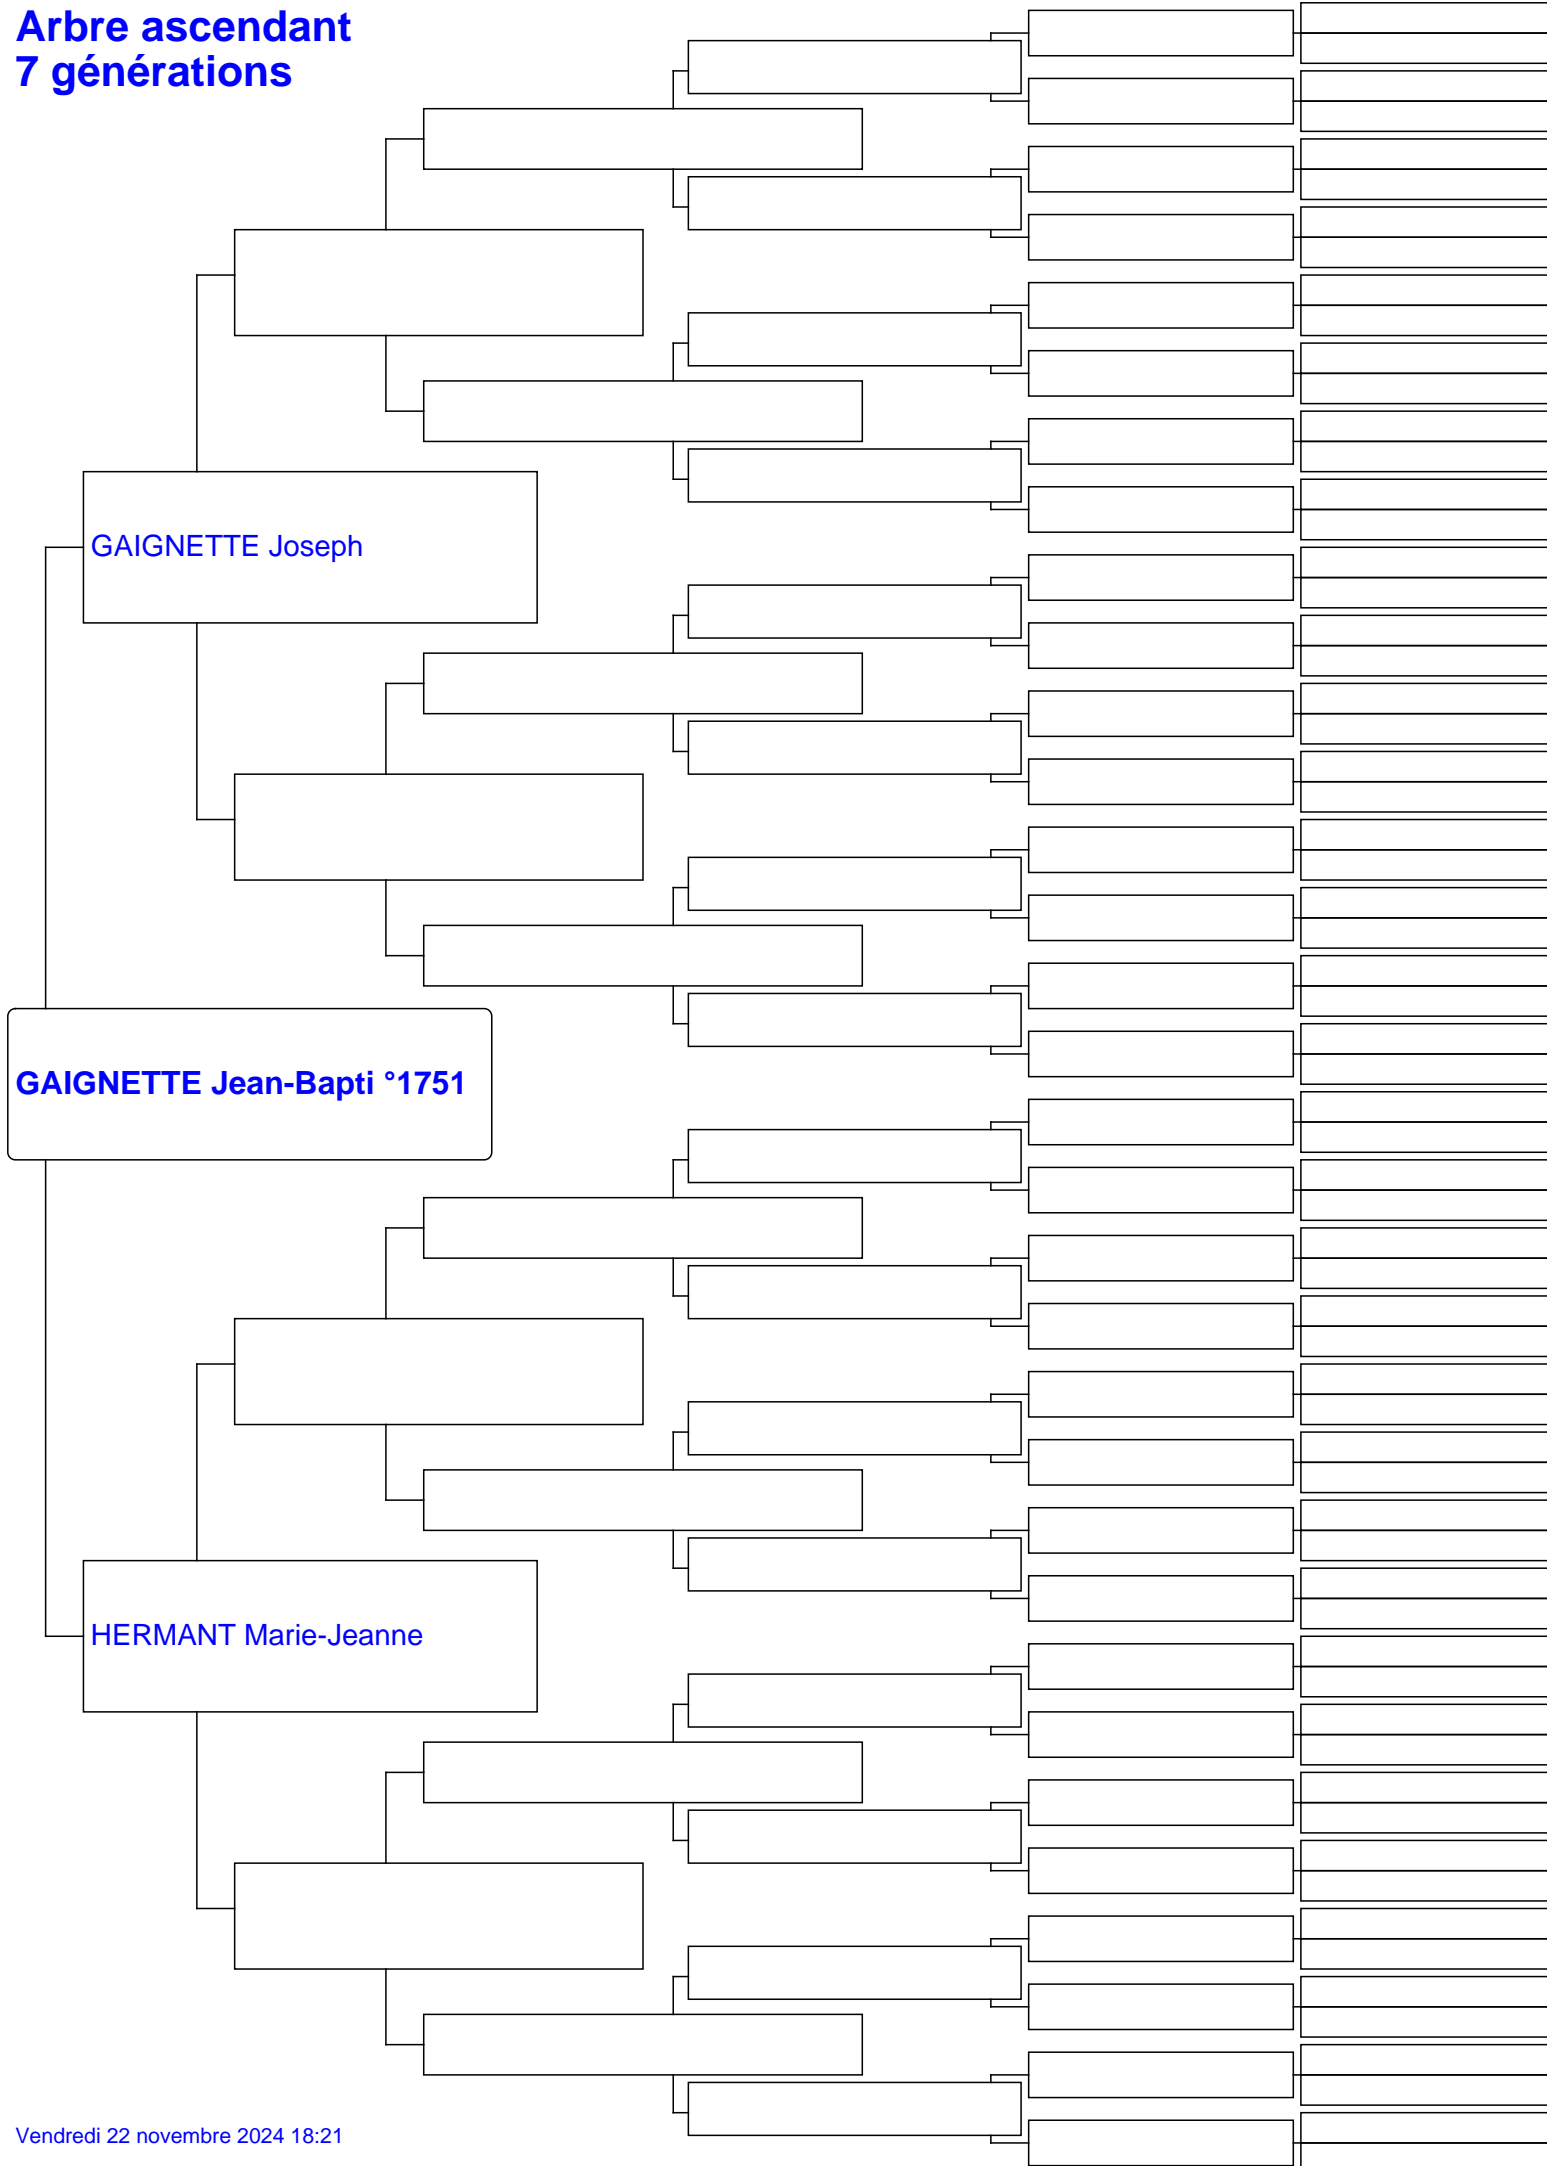 Arbre ascendant
7 générations
GAIGNETTE Joseph
GAIGNETTE Jean-Bapti °1751
HERMANT Marie-Jeanne
Vendredi 22 novembre 2024 18:21